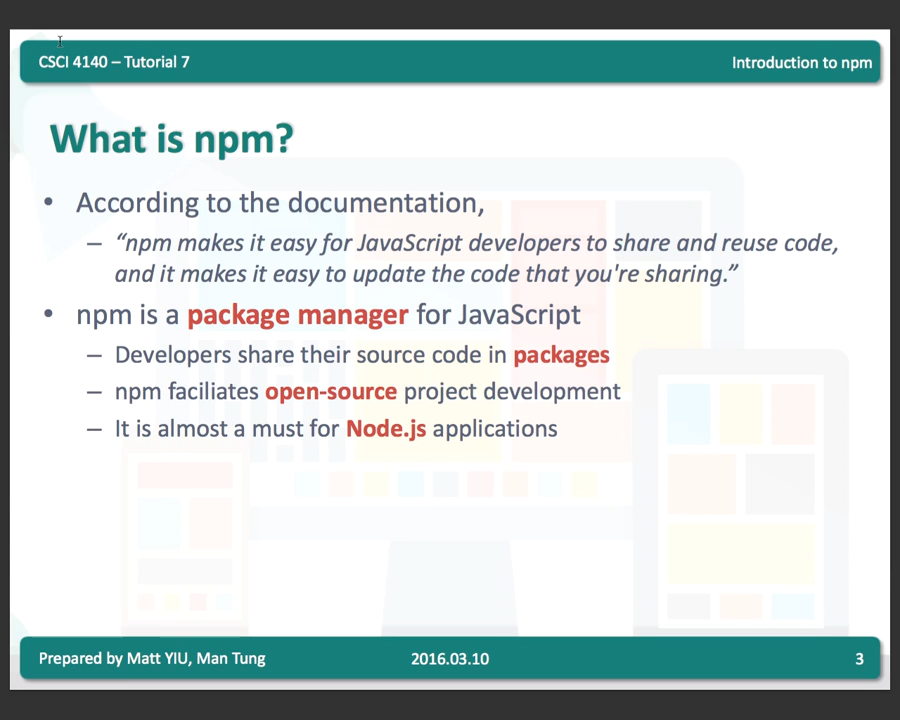 CSCI 4140 – Tutorial 7
Introduction to npm
What is npm?
• According to the documentation,
– “npm makes it easy for JavaScript developers to share and reuse code,
and it makes it easy to update the code that you're sharing.”
• npm is a package manager for JavaScript
– Developers share their source code in packages
– npm faciliates open-source project development
– It is almost a must for Node.js applications
Prepared by Matt YIU, Man Tung
2016.03.10
3